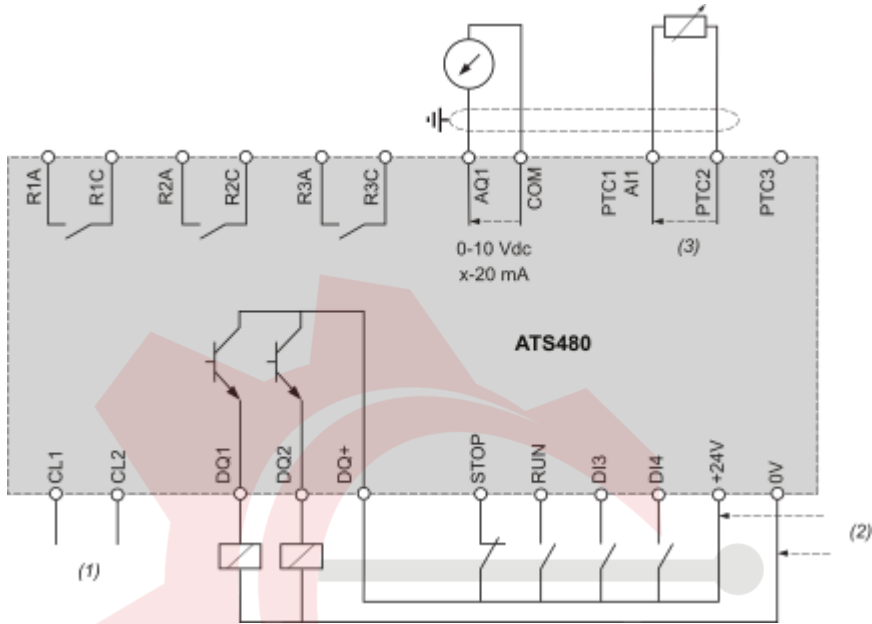 R1A
R1C
R2A
R2C
R3A
R3C
AQ1
COM
PTC1
AI1
PTC2
PTC3
0-10 Vdc
x-20 mA
(3)
ATS480
CL1
CL2
DQ1
DQ2
DQ+
STOP
RUN
DI3
DI4
+24V
0V
(1)
(2)